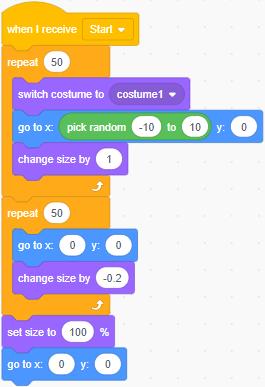 when I receive Start
repeat 50
switch costume to costume1
go to x: pick random -10 to 10 y: 0
change size by 1
repeat 50
go to x: 0 y: 0
change size by -0.2
set size to 100 %
go to x: 0 y: 0